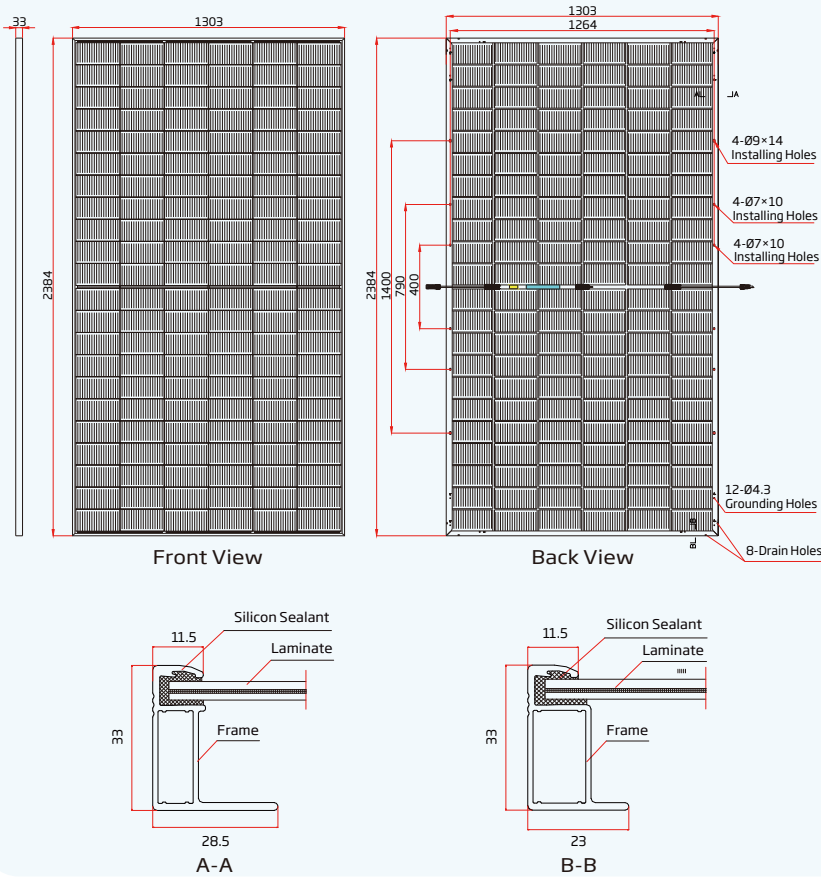 33
1303
2384
Front View
1303
1264
2384
1400
790
400
A
A
4-Ø9×14
Installing Holes
4-Ø7×10
Installing Holes
4-Ø7×10
Installing Holes
12-Ø4.3
Grounding Holes
8-Drain Holes
B
B
Back View
11.5
Silicon Sealant
Laminate
33
Frame
28.5
A-A
11.5
Silicon Sealant
Laminate
33
Frame
23
B-B